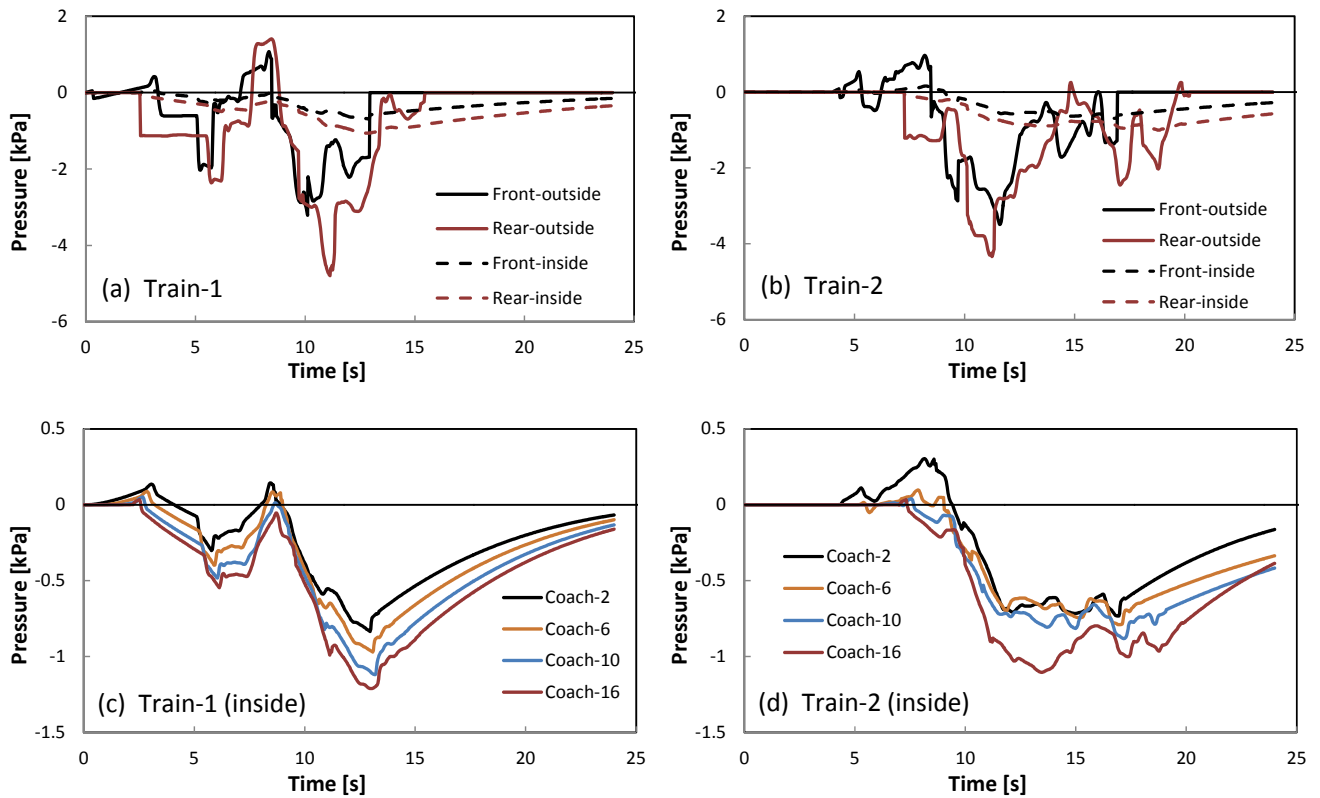 2
0
-2
-4
-6
Pressure [kPa]
Front-outside
Rear-outside
Front-inside
Rear-inside
(a) Train-1
0 5 10 15 20 25
Time [s]
2
0
-2
-4
-6
Pressure [kPa]
Front-outside
Rear-outside
Front-inside
Rear-inside
(b) Train-2
0 5 10 15 20 25
Time [s]
0.5
0
-0.5
-1
-1.5
Pressure [kPa]
Coach-2
Coach-6
Coach-10
Coach-16
(c) Train-1 (inside)
0 5 10 15 20 25
Time [s]
0.5
0
-0.5
-1
-1.5
Pressure [kPa]
Coach-2
Coach-6
Coach-10
Coach-16
(d) Train-2 (inside)
0 5 10 15 20 25
Time [s]